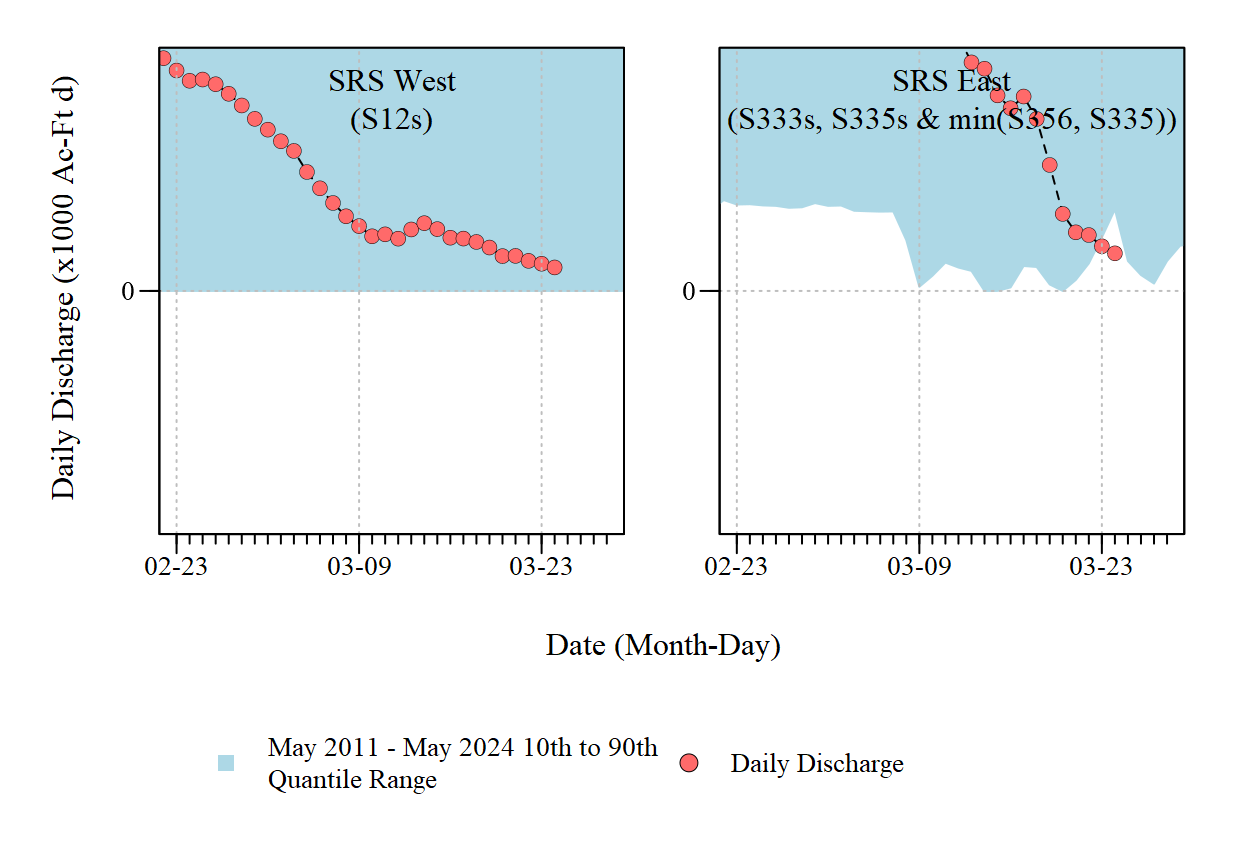 SRS West
(S12s)
SRS East
(S333s, S335s & min(S356, S335))
Daily Discharge (x1000 Ac-Ft d)
0
0
02-23
03-09
03-23
02-23
03-09
03-23
Date (Month-Day)
May 2011 - May 2024 10th to 90th
Quantile Range
Daily Discharge